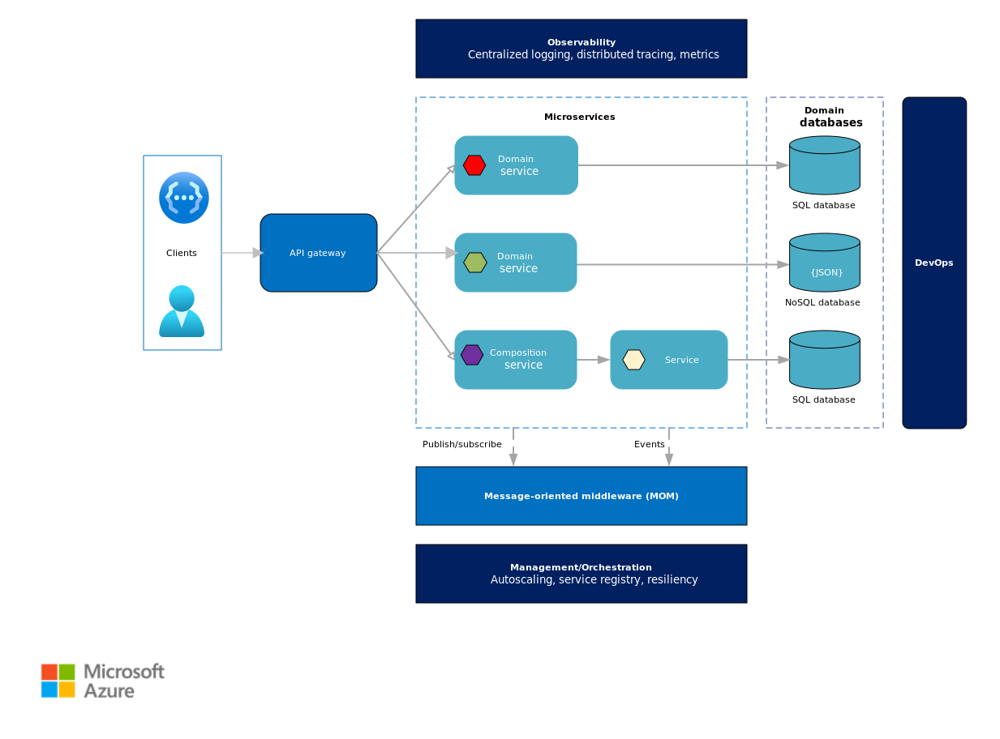 Observability
Centralized logging, distributed tracing, metrics
Microservices
Domain
databases
Domain
service
SQL database
Clients
API gateway
Domain
service
{JSON}
NoSQL database
DevOps
Composition
service
Service
SQL database
Publish/subscribe
Events
Message-oriented middleware (MOM)
Management/Orchestration
Autoscaling, service registry, resiliency
Microsoft
Azure